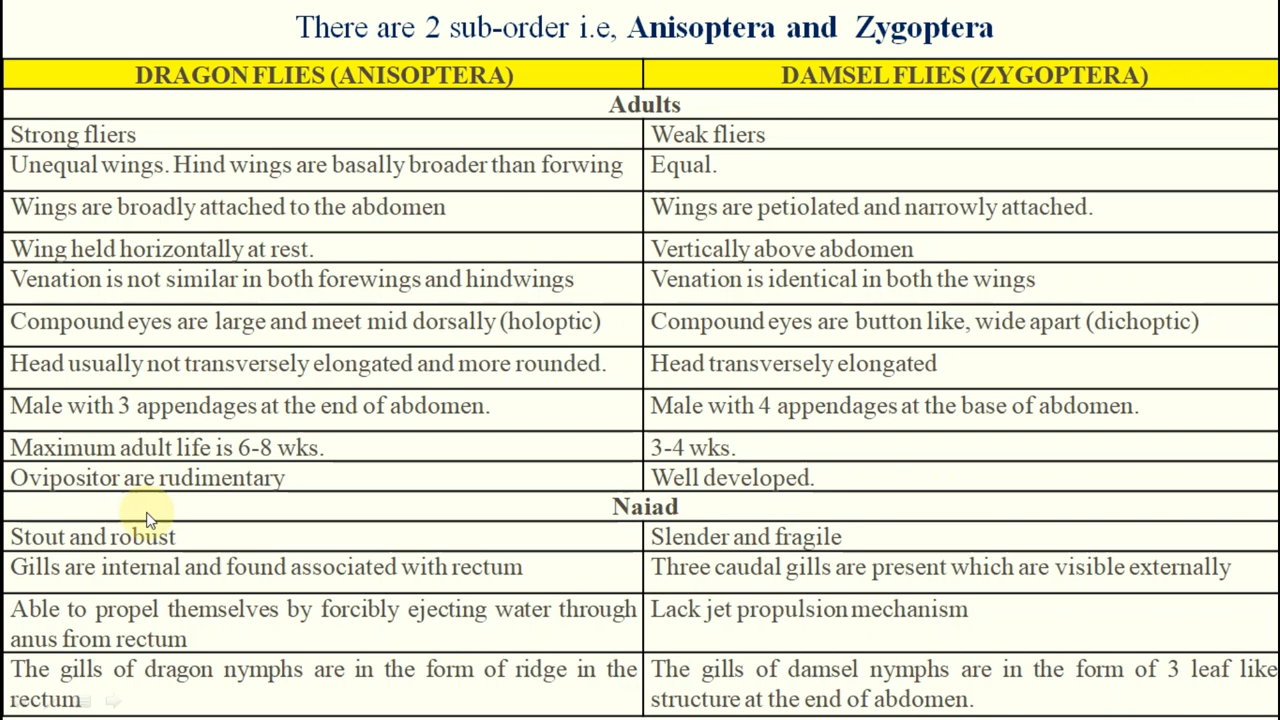 There are 2 sub-order i.e, Anisoptera and Zygoptera
DRAGON FLIES (ANISOPTERA) DAMSEL FLIES (ZYGOPTERA)
Adults
Strong fliers Weak fliers
Unequal wings. Hind wings are basally broader than forwing Equal.
Wings are broadly attached to the abdomen Wings are petiolated and narrowly attached.
Wing held horizontally at rest. Vertically above abdomen
Venation is not similar in both forewings and hindwings Venation is identical in both the wings
Compound eyes are large and meet mid dorsally (holoptic) Compound eyes are button like, wide apart (dichoptic)
Head usually not transversely elongated and more rounded. Head transversely elongated
Male with 3 appendages at the end of abdomen. Male with 4 appendages at the base of abdomen.
Maximum adult life is 6-8 wks. 3-4 wks.
Ovipositor are rudimentary Well developed.
Naiad
Stout and robust Slender and fragile
Gills are internal and found associated with rectum Three caudal gills are present which are visible externally
Able to propel themselves by forcibly ejecting water through Lack jet propulsion mechanism
anus from rectum
The gills of dragon nymphs are in the form of ridge in the The gills of damsel nymphs are in the form of 3 leaf like
rectum structure at the end of abdomen.